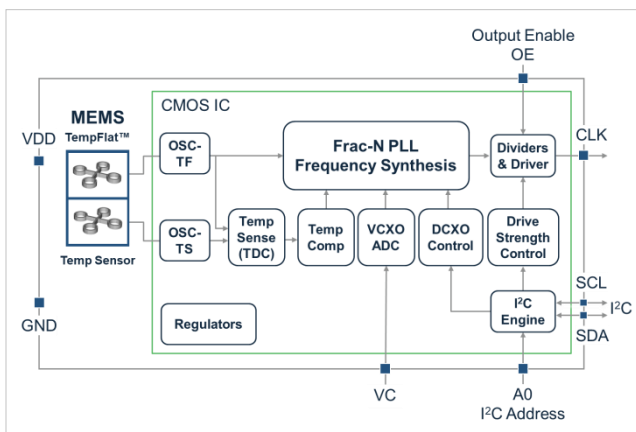 Output Enable
OE
MEMS
TempFlat™
CMOS IC
VDD
CLK
OSC-
TF
Frac-N PLL
Frequency Synthesis
Dividers
& Driver
OSC-
TS
Temp
Sense
(TDC)
Temp
Comp
VCXO
ADC
DCXO
Control
Drive
Strength
Control
Temp Sensor
SCL
I²C
Engine
I²C
SDA
GND
Regulators
VC
A0
I²C Address